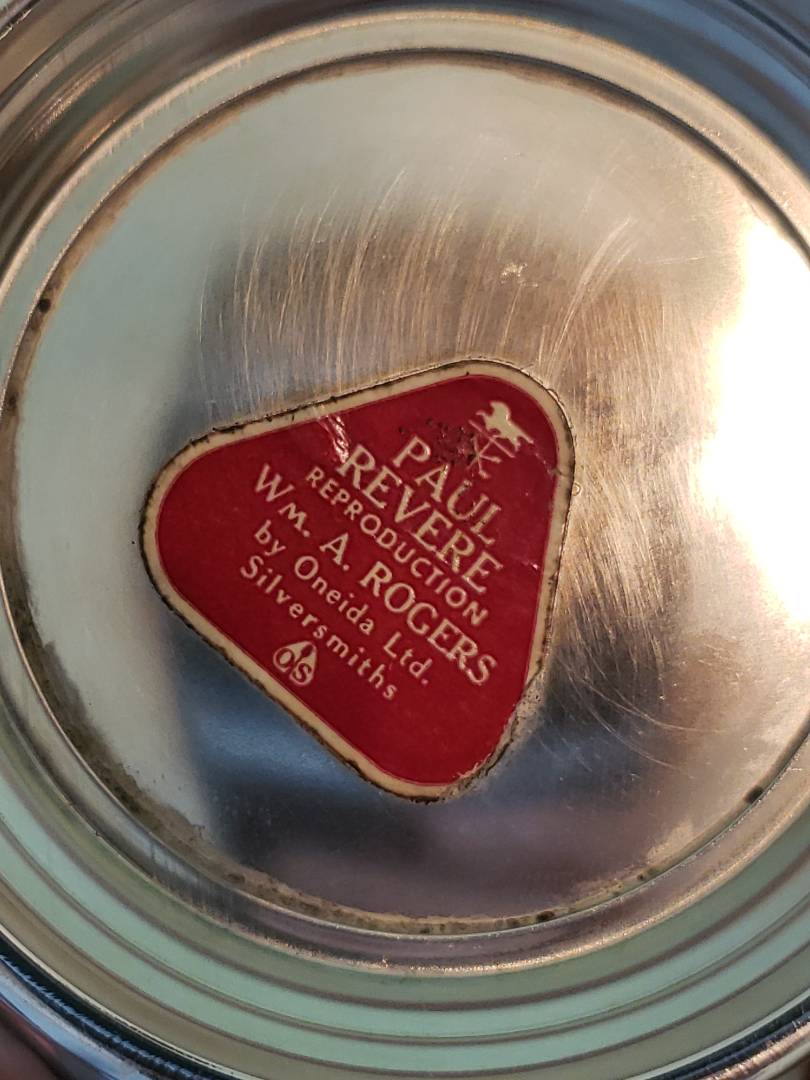 PAUL
REVERE
REPRODUCTION
WM. A. ROGERS
by Oneida Ltd.
Silversmiths
OS